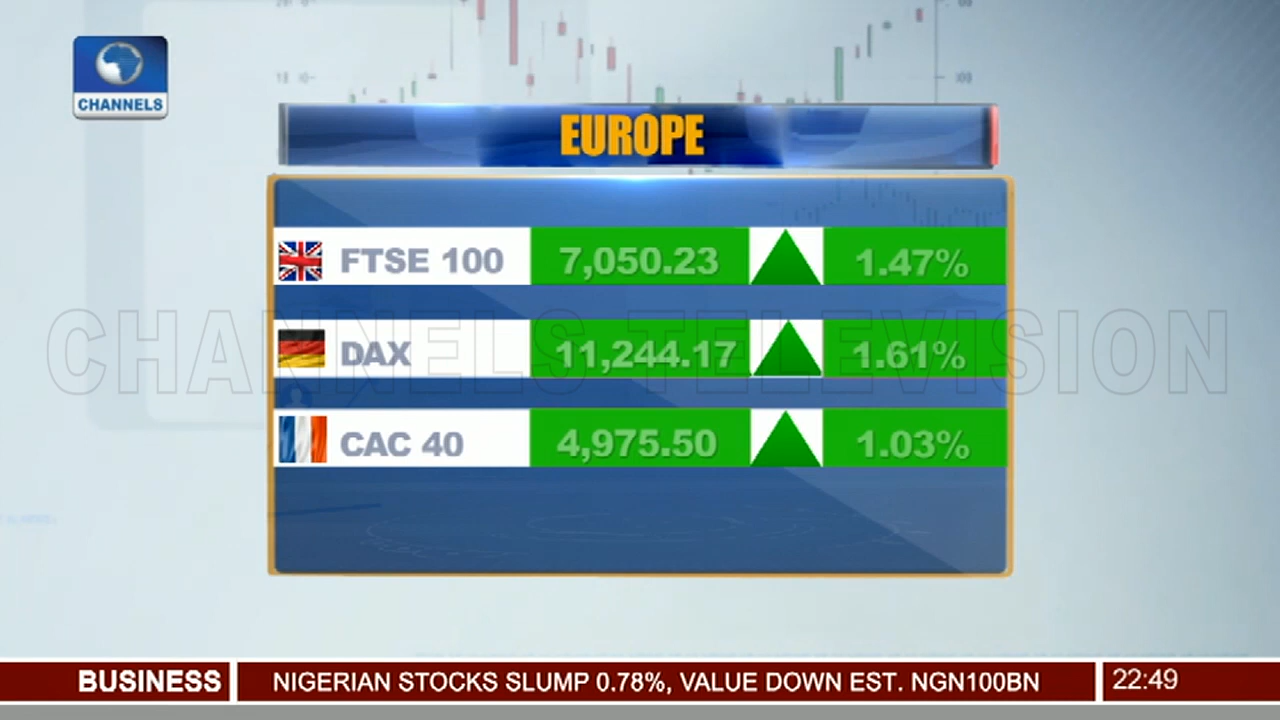 CHANNELS
EUROPE
FTSE 100 7,050.23 1.47%
CHANNELS TELEVISION
DAX 11,244.17 1.61%
CAC 40 4,975.50 1.03%
BUSINESS NIGERIAN STOCKS SLUMP 0.78%, VALUE DOWN EST. NGN100BN 22:49